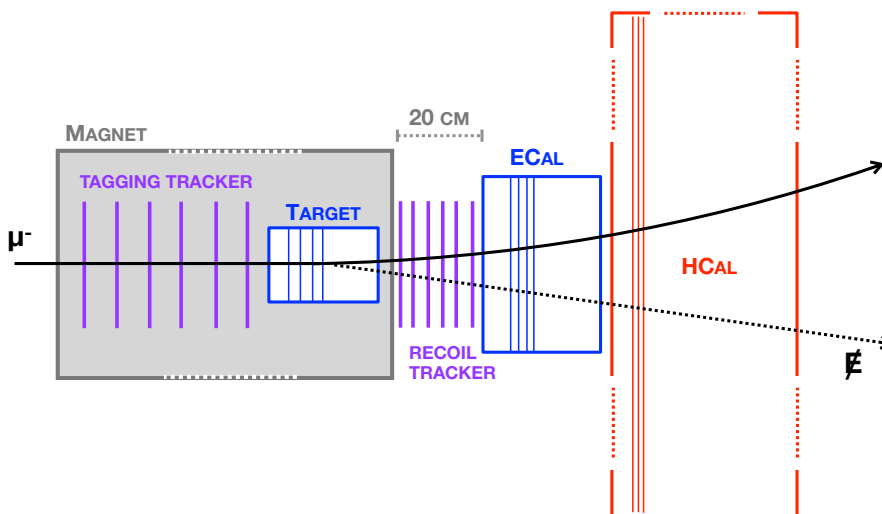 20 CM
MAGNET
ECAL
TAGGING TRACKER
TARGET
μ-
HCAL
RECOIL
TRACKER
E̸